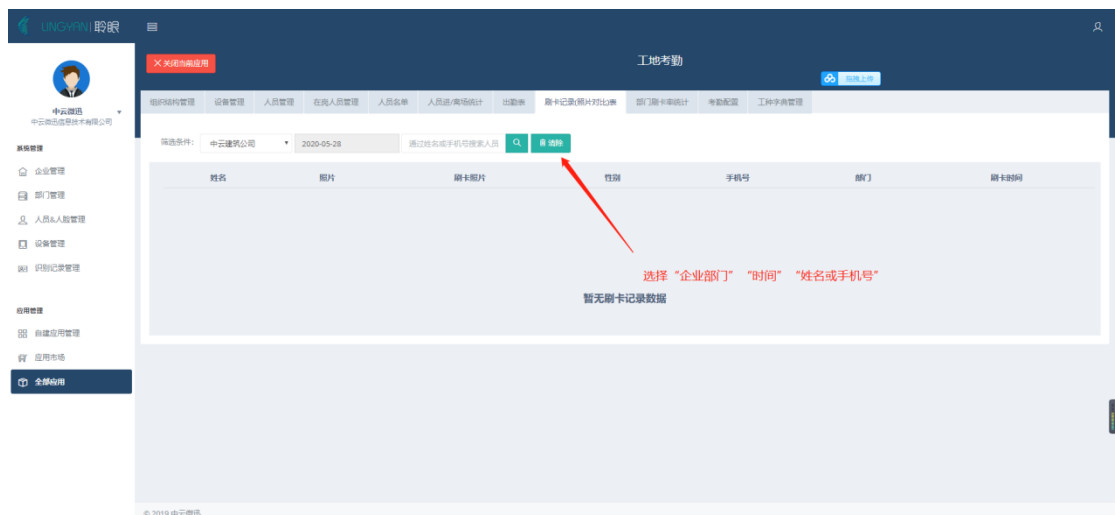 LINGYAN 聆眼
✕ 关闭当前应用
工地考勤
拖拽上传
中云微迅
中云微迅信息技术有限公司
组织结构管理 设备管理 人员管理 在岗人员管理 人员名单 人员进/离场统计 出勤表 刷卡记录(照片对比)表 部门刷卡率统计 考勤配置 工种字典管理
筛选条件: 中云建筑公司 2020-05-28 通过姓名或手机号搜索人员 清除
姓名 照片 刷卡照片 性别 手机号 部门 刷卡时间
选择 “企业部门” “时间” “姓名或手机号”
暂无刷卡记录数据
系统管理
企业管理
部门管理
人员&人脸管理
设备管理
识别记录管理
应用管理
自建应用管理
应用市场
全部应用
© 2019 中云微迅